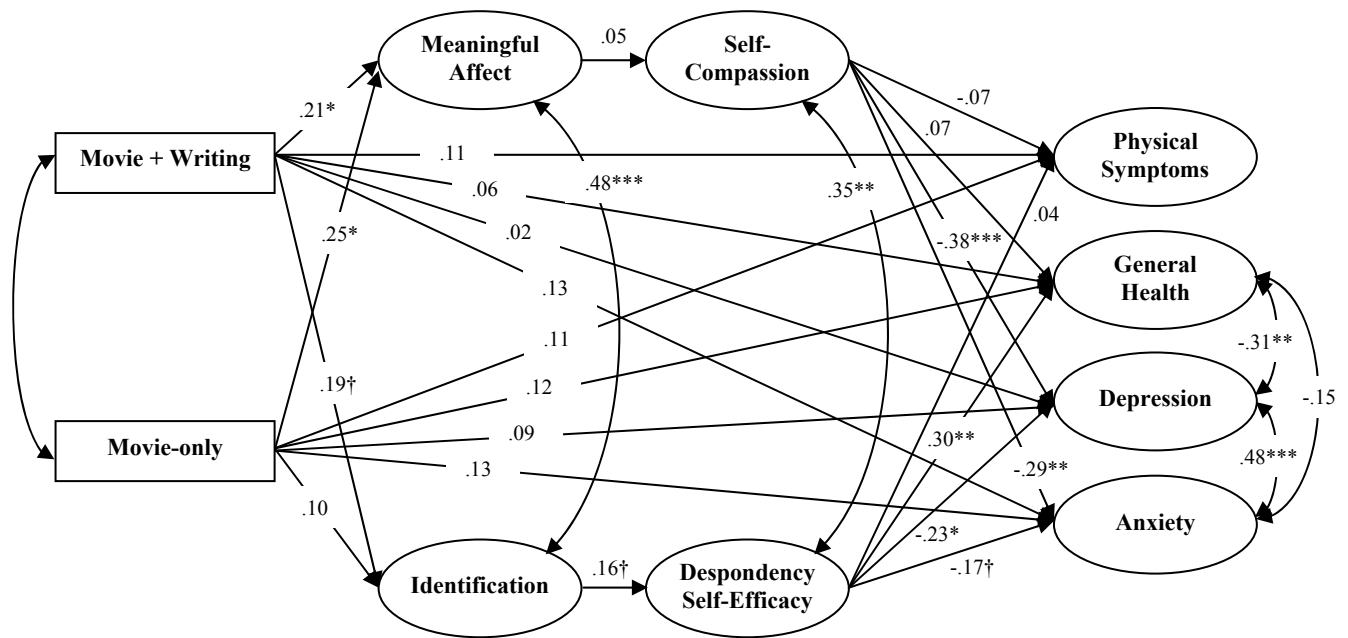 Meaningful
Affect
.05
Self-
Compassion
.21*
-.07
.07
Movie + Writing
.11
.48***
.35**
Physical
Symptoms
.06
.04
.25*
.02
-.38***
General
Health
.13
.11
-.31**
.19†
.12
Depression
-.15
.09
.30**
Movie-only
.13
-.29**
.48***
.10
Anxiety
-.23*
.16†
-.17†
Identification
Despondency
Self-Efficacy